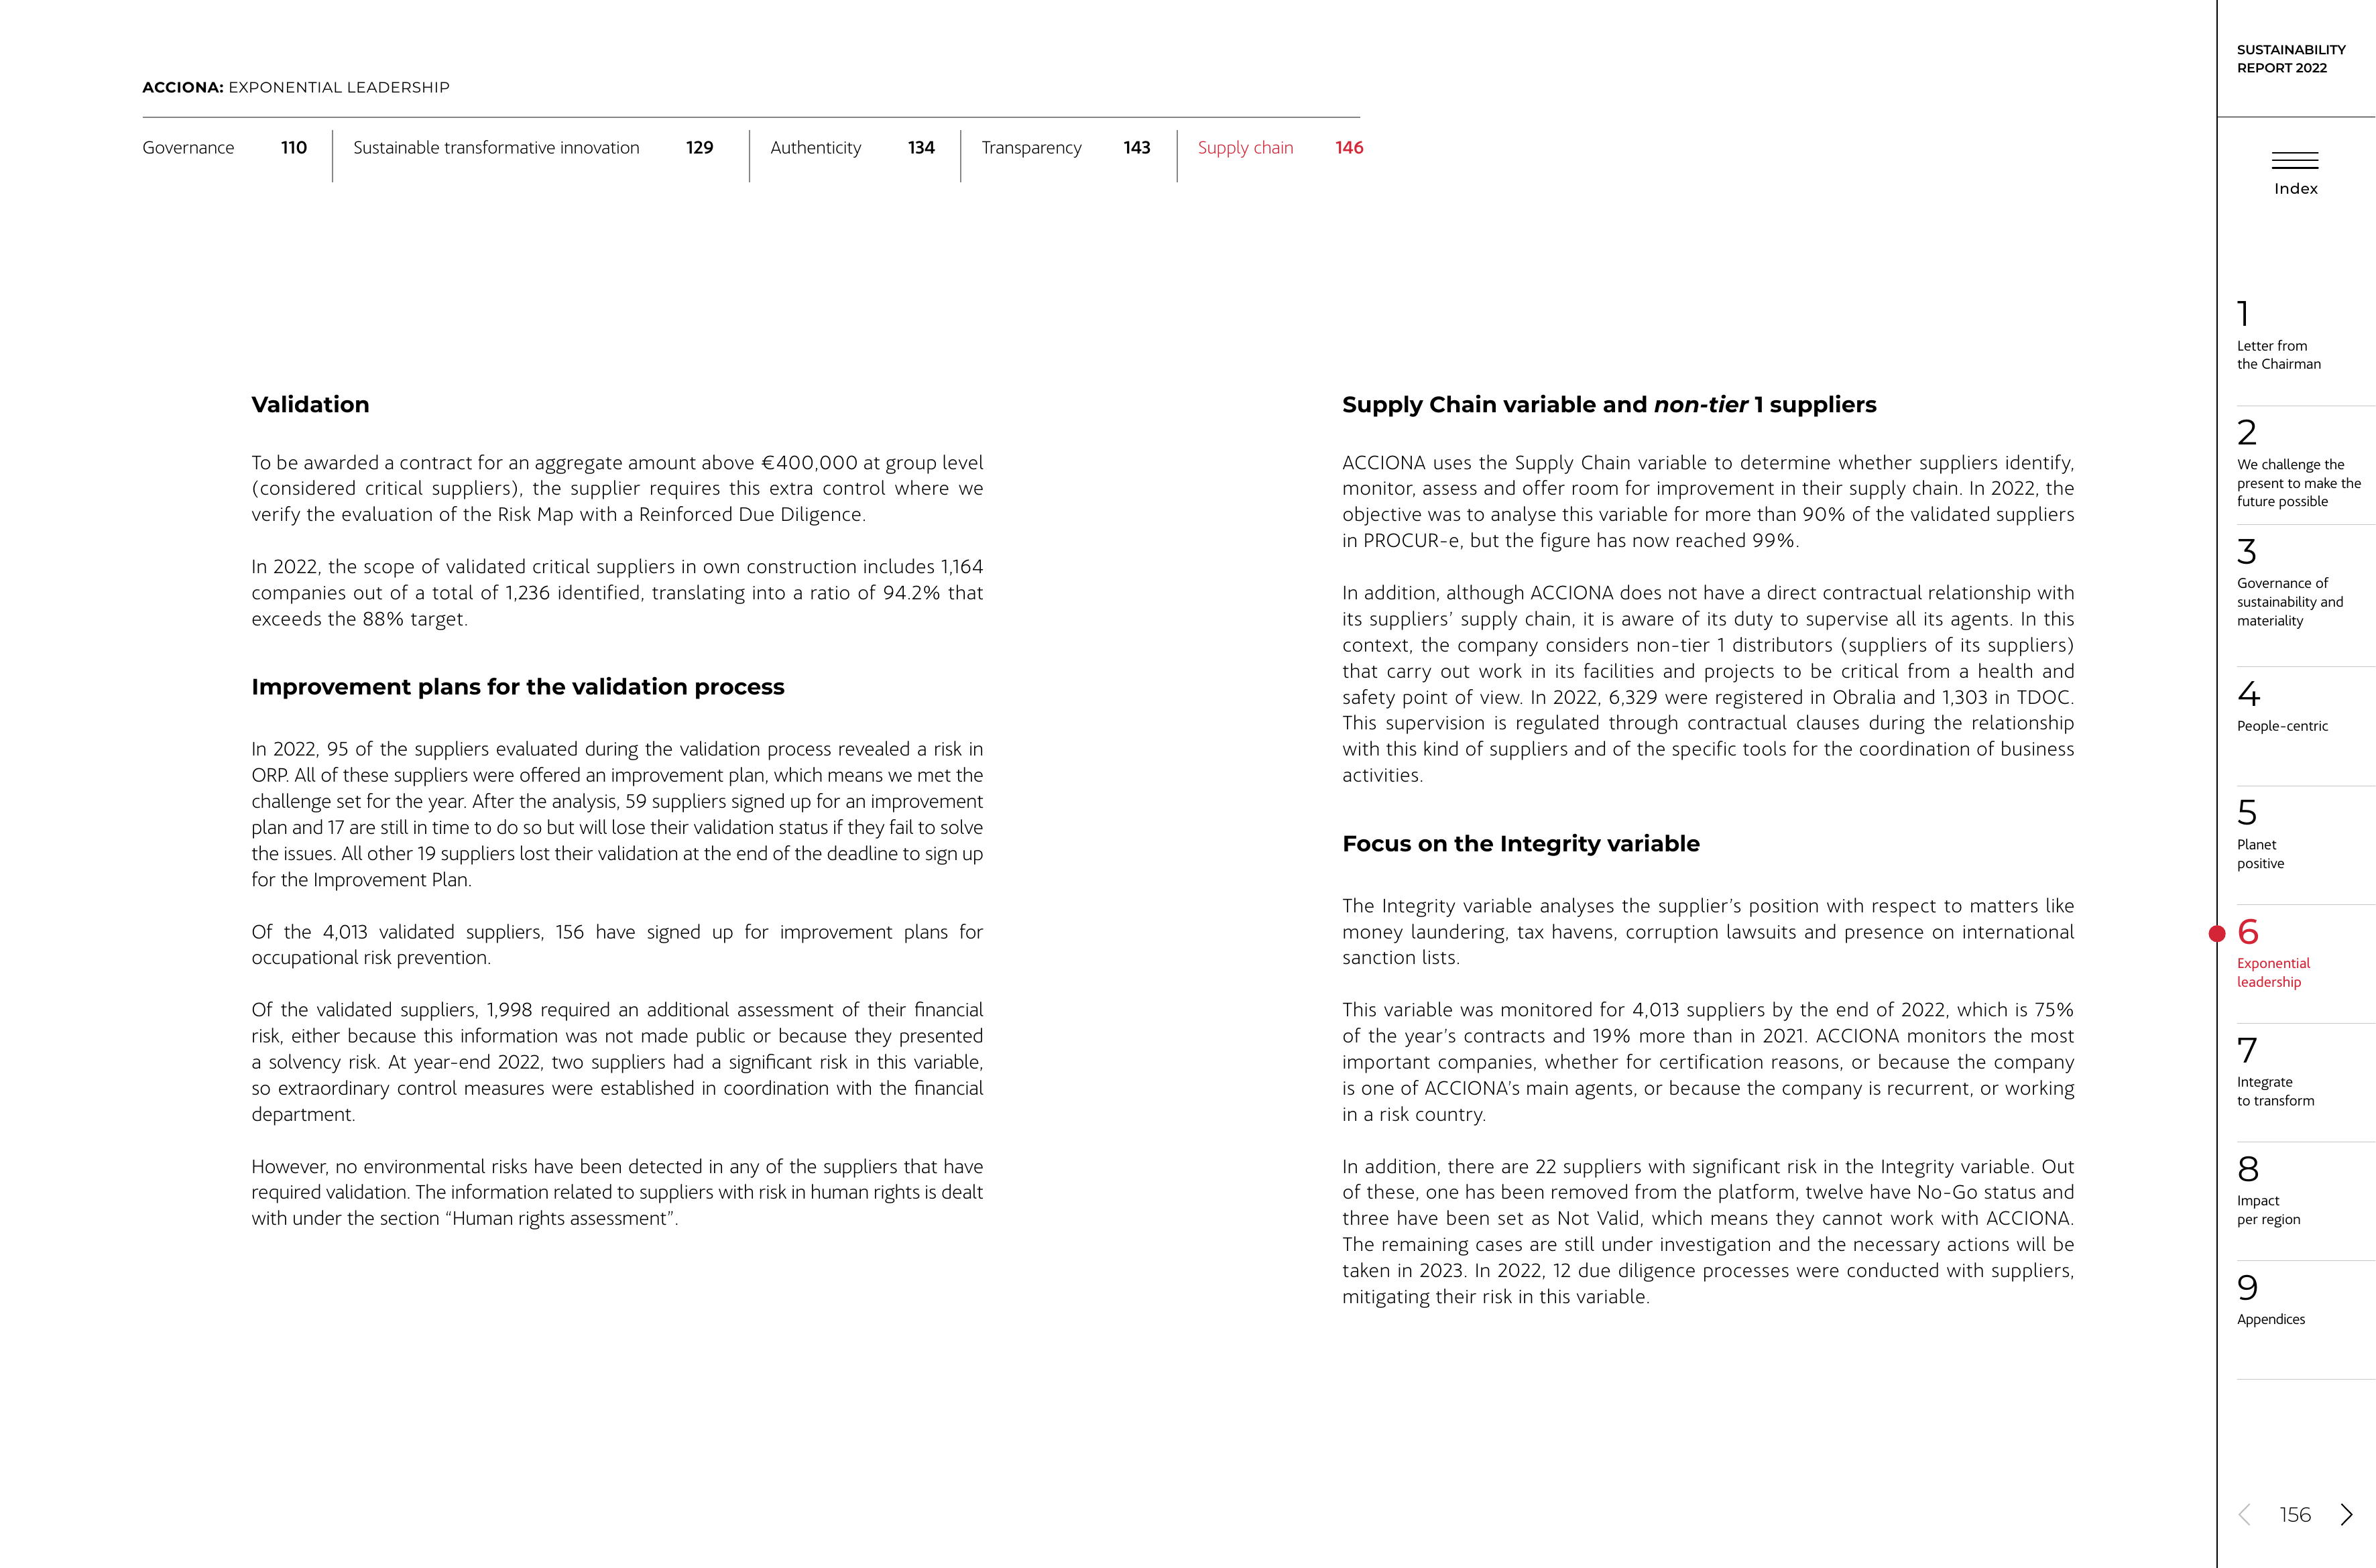 ACCIONA: EXPONENTIAL LEADERSHIP
Governance 110
Sustainable transformative innovation 129
Authenticity 134
Transparency 143
Supply chain 146
Validation
To be awarded a contract for an aggregate amount above €400,000 at group level
(considered critical suppliers), the supplier requires this extra control where we
verify the evaluation of the Risk Map with a Reinforced Due Diligence.
In 2022, the scope of validated critical suppliers in own construction includes 1,164
companies out of a total of 1,236 identified, translating into a ratio of 94.2% that
exceeds the 88% target.
Improvement plans for the validation process
In 2022, 95 of the suppliers evaluated during the validation process revealed a risk in
ORP. All of these suppliers were offered an improvement plan, which means we met the
challenge set for the year. After the analysis, 59 suppliers signed up for an improvement
plan and 17 are still in time to do so but will lose their validation status if they fail to solve
the issues. All other 19 suppliers lost their validation at the end of the deadline to sign up
for the Improvement Plan.
Of the 4,013 validated suppliers, 156 have signed up for improvement plans for
occupational risk prevention.
Of the validated suppliers, 1,998 required an additional assessment of their financial
risk, either because this information was not made public or because they presented
a solvency risk. At year-end 2022, two suppliers had a significant risk in this variable,
so extraordinary control measures were established in coordination with the financial
department.
However, no environmental risks have been detected in any of the suppliers that have
required validation. The information related to suppliers with risk in human rights is dealt
with under the section “Human rights assessment”.
Supply Chain variable and non-tier 1 suppliers
ACCIONA uses the Supply Chain variable to determine whether suppliers identify,
monitor, assess and offer room for improvement in their supply chain. In 2022, the
objective was to analyse this variable for more than 90% of the validated suppliers
in PROCUR-e, but the figure has now reached 99%.
In addition, although ACCIONA does not have a direct contractual relationship with
its suppliers’ supply chain, it is aware of its duty to supervise all its agents. In this
context, the company considers non-tier 1 distributors (suppliers of its suppliers)
that carry out work in its facilities and projects to be critical from a health and
safety point of view. In 2022, 6,329 were registered in Obralia and 1,303 in TDOC.
This supervision is regulated through contractual clauses during the relationship
with this kind of suppliers and of the specific tools for the coordination of business
activities.
Focus on the Integrity variable
The Integrity variable analyses the supplier’s position with respect to matters like
money laundering, tax havens, corruption lawsuits and presence on international
sanction lists.
This variable was monitored for 4,013 suppliers by the end of 2022, which is 75%
of the year’s contracts and 19% more than in 2021. ACCIONA monitors the most
important companies, whether for certification reasons, or because the company
is one of ACCIONA’s main agents, or because the company is recurrent, or working
in a risk country.
In addition, there are 22 suppliers with significant risk in the Integrity variable. Out
of these, one has been removed from the platform, twelve have No-Go status and
three have been set as Not Valid, which means they cannot work with ACCIONA.
The remaining cases are still under investigation and the necessary actions will be
taken in 2023. In 2022, 12 due diligence processes were conducted with suppliers,
mitigating their risk in this variable.
SUSTAINABILITY
REPORT 2022
Index
1
Letter from
the Chairman
2
We challenge the
present to make the
future possible
3
Governance of
sustainability and
materiality
4
People-centric
5
Planet
positive
6
Exponential
leadership
7
Integrate
to transform
8
Impact
per region
9
Appendices
156